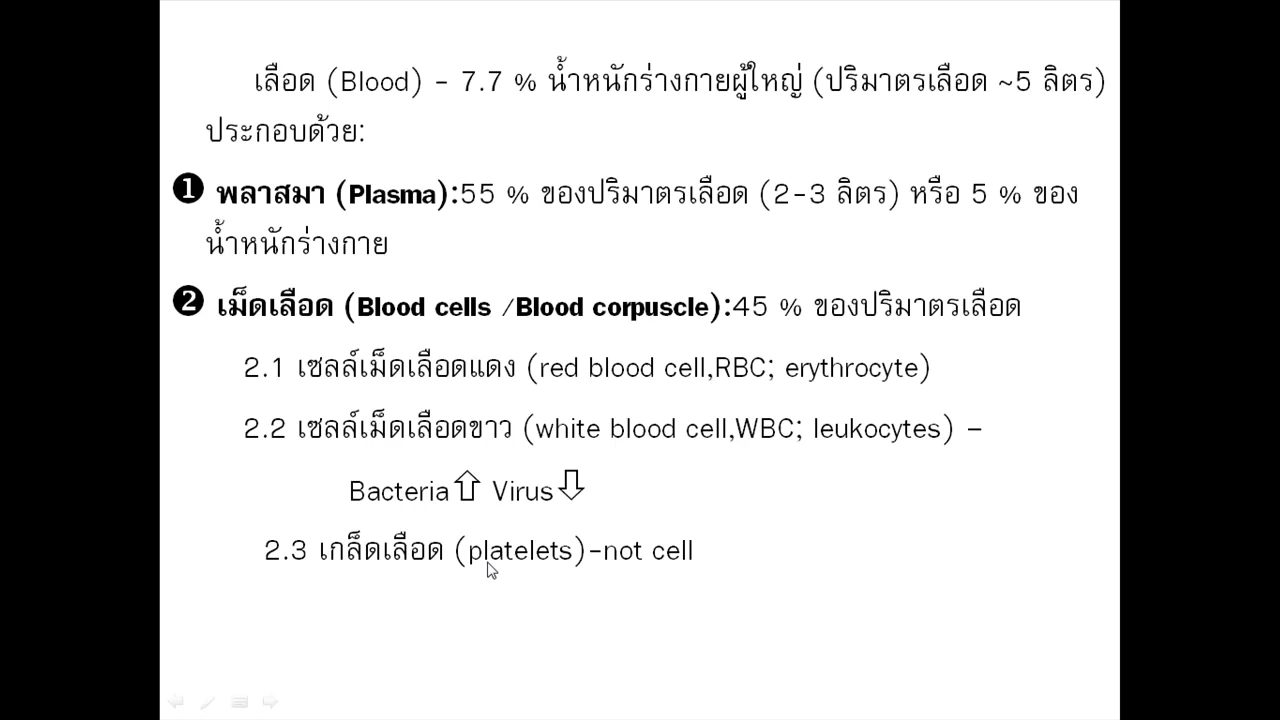 เลือด (Blood) - 7.7 % น้ำหนักร่างกายผู้ใหญ่ (ปริมาตรเลือด ~5 ลิตร)
ประกอบด้วย:
❶ พลาสมา (Plasma):55 % ของปริมาตรเลือด (2-3 ลิตร) หรือ 5 % ของ
น้ำหนักร่างกาย
❷ เม็ดเลือด (Blood cells /Blood corpuscle):45 % ของปริมาตรเลือด
2.1 เซลล์เม็ดเลือดแดง (red blood cell,RBC; erythrocyte)
2.2 เซลล์เม็ดเลือดขาว (white blood cell,WBC; leukocytes) –
Bacteria⇧ Virus⇩
2.3 เกล็ดเลือด (platelets)-not cell